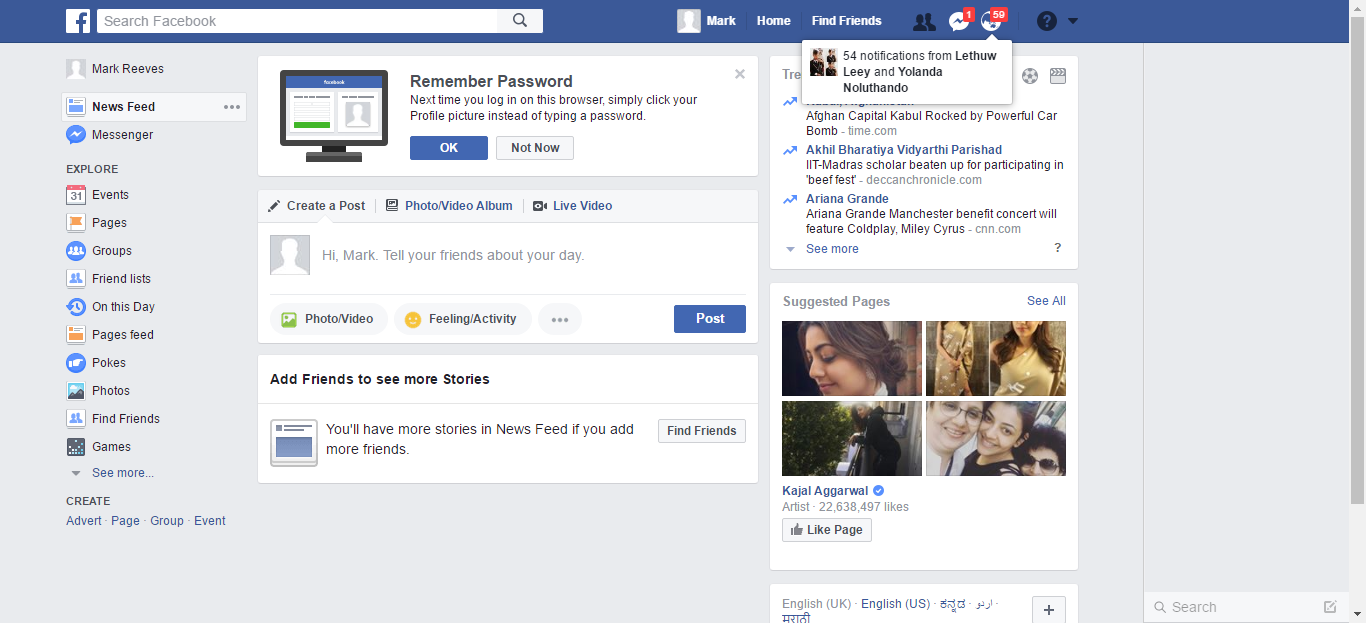 Search Facebook
Mark
Home
Find Friends
1
59
54 notifications from Lethuw
Leey and Yolanda
Noluthando
Mark Reeves
News Feed
Messenger
EXPLORE
31
Events
Pages
Groups
Friend lists
On this Day
Pages feed
Pokes
Photos
Find Friends
Games
See more...
CREATE
Advert · Page · Group · Event
facebook
Remember Password
Next time you log in on this browser, simply click your
Profile picture instead of typing a password.
OK
Not Now
Create a Post
Photo/Video Album
Live Video
Hi, Mark. Tell your friends about your day.
Photo/Video
Feeling/Activity
Post
Add Friends to see more Stories
You'll have more stories in News Feed if you add
more friends.
Find Friends
Tre
Afghan Capital Kabul Rocked by Powerful Car
Bomb - time.com
Akhil Bharatiya Vidyarthi Parishad
IIT-Madras scholar beaten up for participating in
'beef fest' - deccanchronicle.com
Ariana Grande
Ariana Grande Manchester benefit concert will
feature Coldplay, Miley Cyrus - cnn.com
See more
?
Suggested Pages
See All
Kajal Aggarwal
Artist · 22,638,497 likes
Like Page
English (UK) · English (US) · ಕನ್ನಡ · اردو ·
मराठी
Search